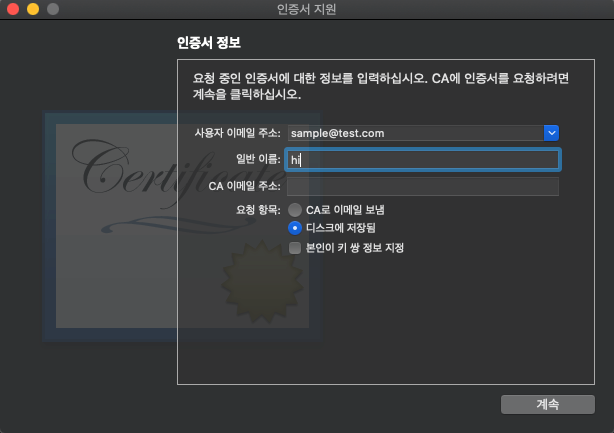 인증서 지원
인증서 정보
요청 중인 인증서에 대한 정보를 입력하십시오. CA에 인증서를 요청하려면
계속을 클릭하십시오.
사용자 이메일 주소: sample@test.com
일반 이름: hi
CA 이메일 주소:
요청 항목: CA로 이메일 보냄
디스크에 저장됨
본인이 키 쌍 정보 지정
Certificate
계속